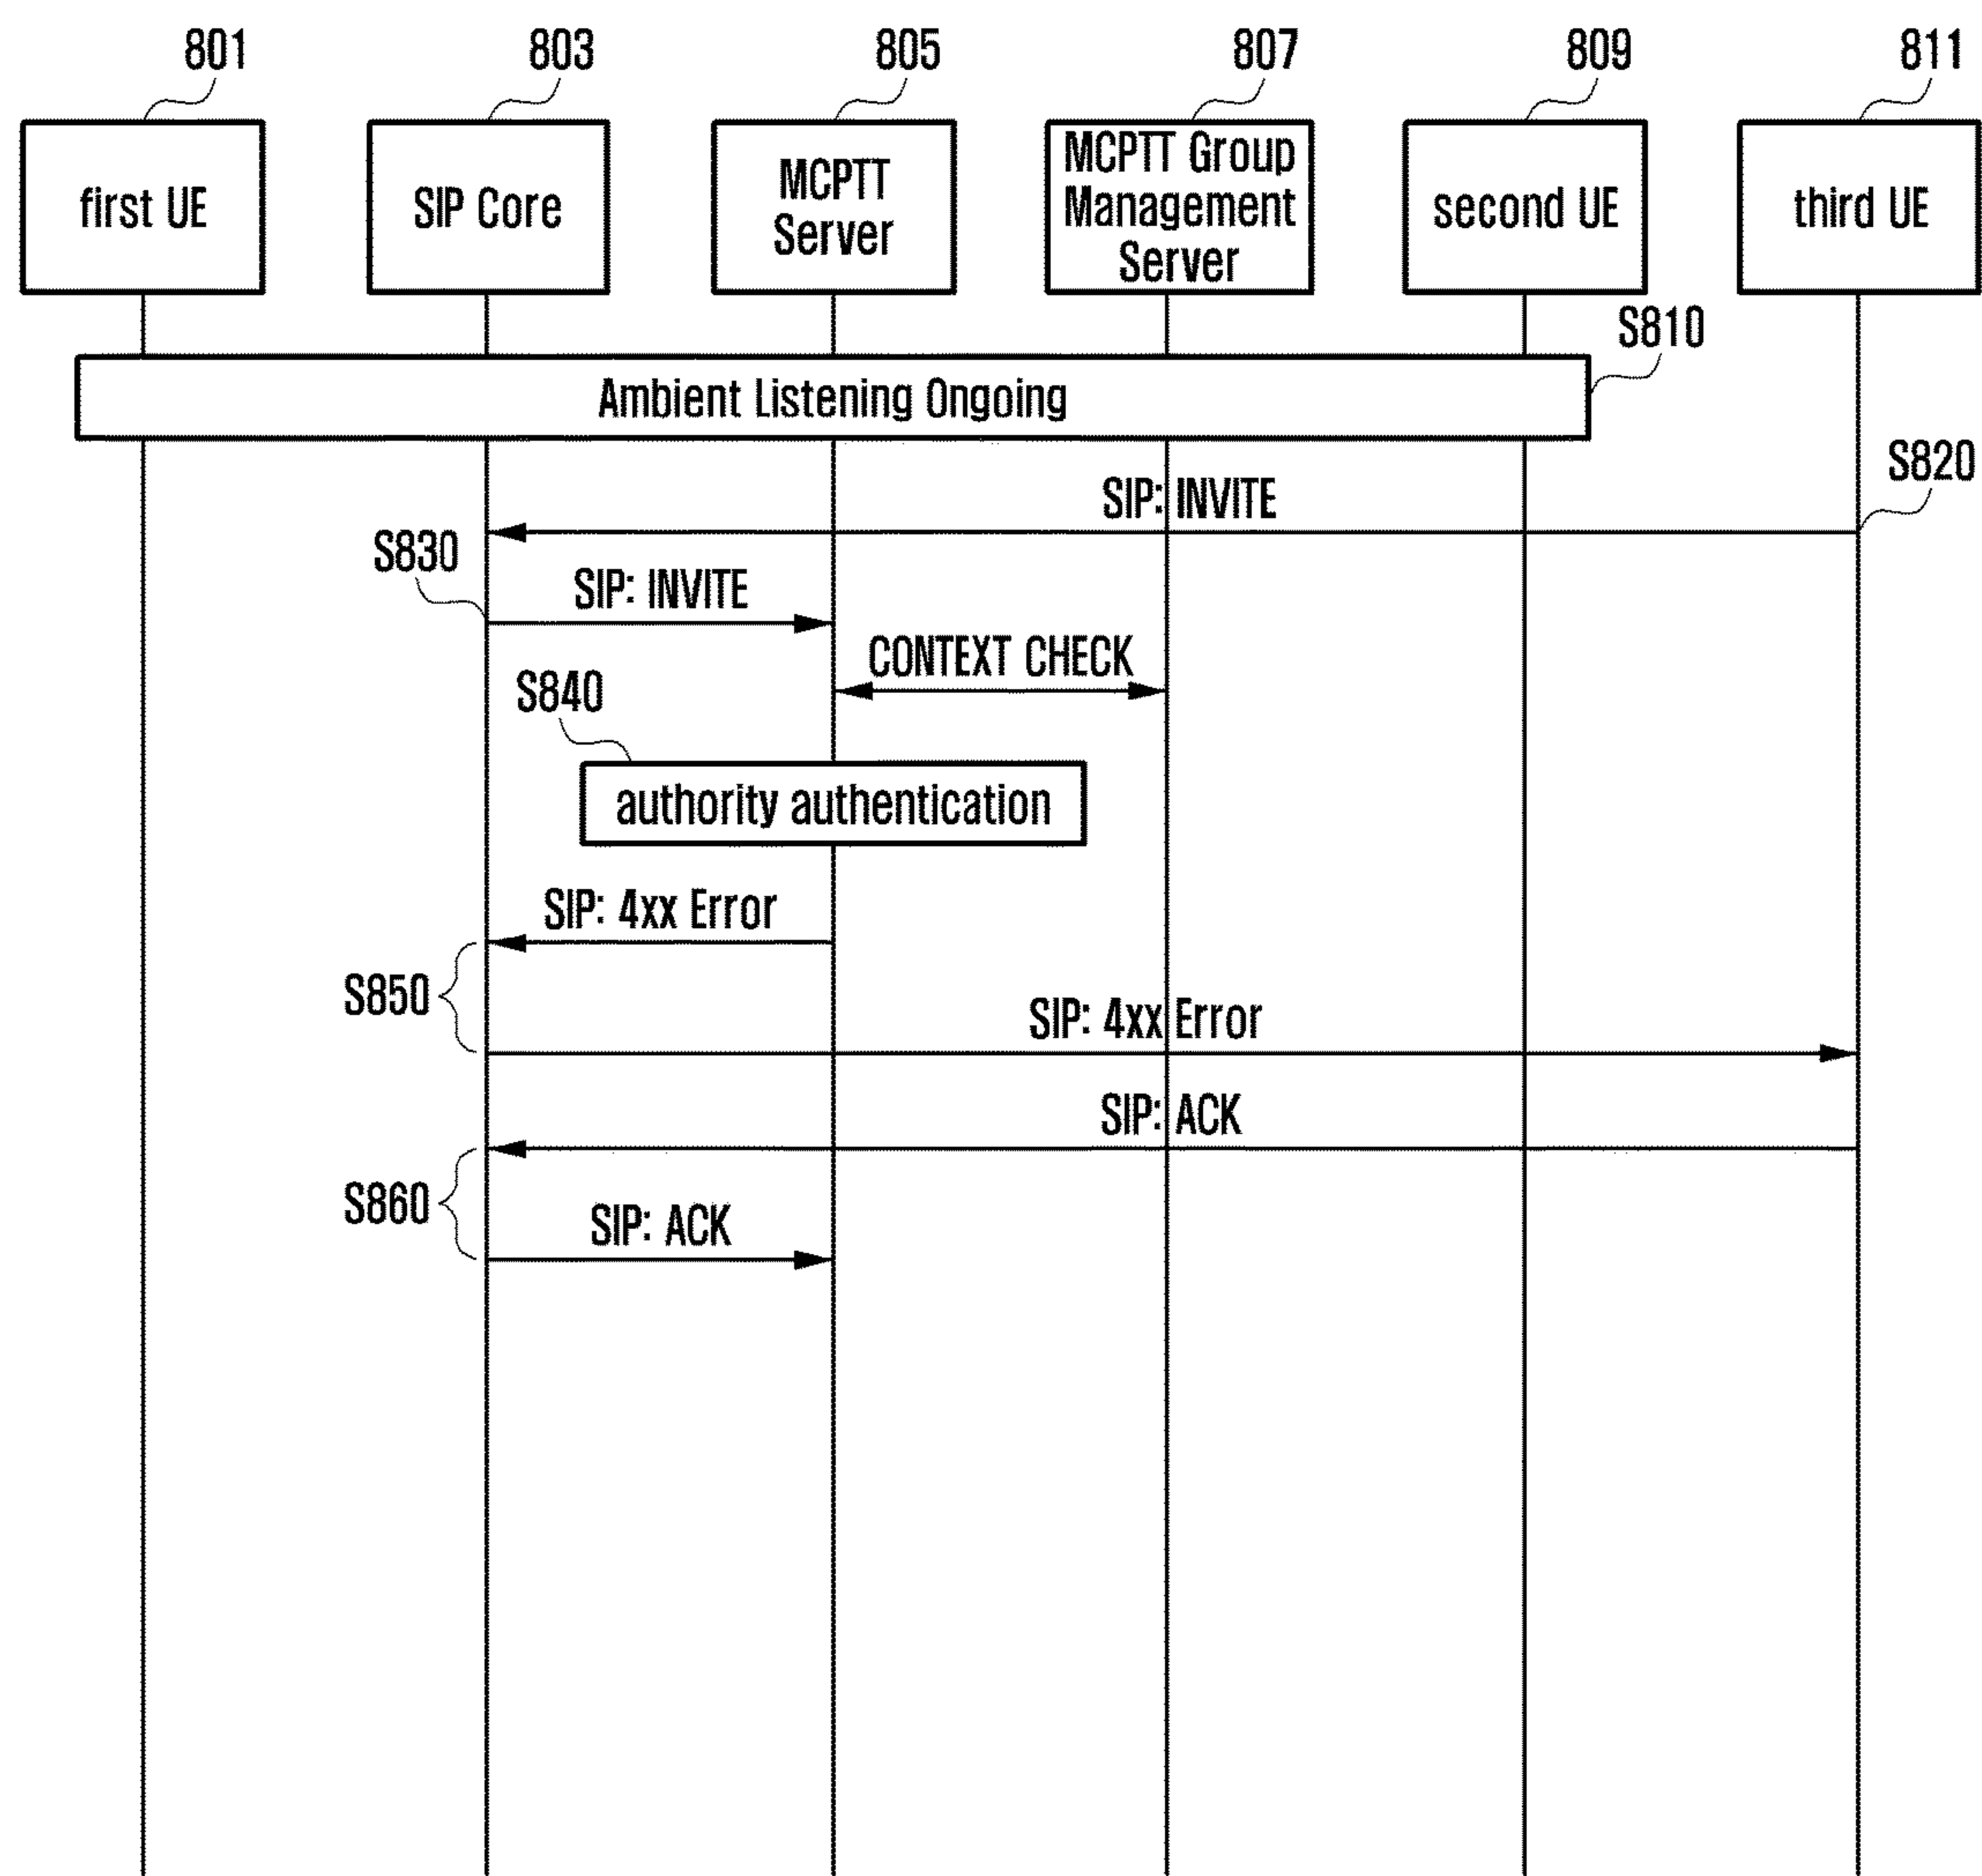 801
803
805
807
809
811
first UE
SIP Core
MCPTT
Server
MCPTT Group
Management
Server
second UE
third UE
S810
Ambient Listening Ongoing
S820
SIP: INVITE
S830
SIP: INVITE
CONTEXT CHECK
S840
authority authentication
SIP: 4xx Error
S850
SIP: 4xx Error
SIP: ACK
S860
SIP: ACK